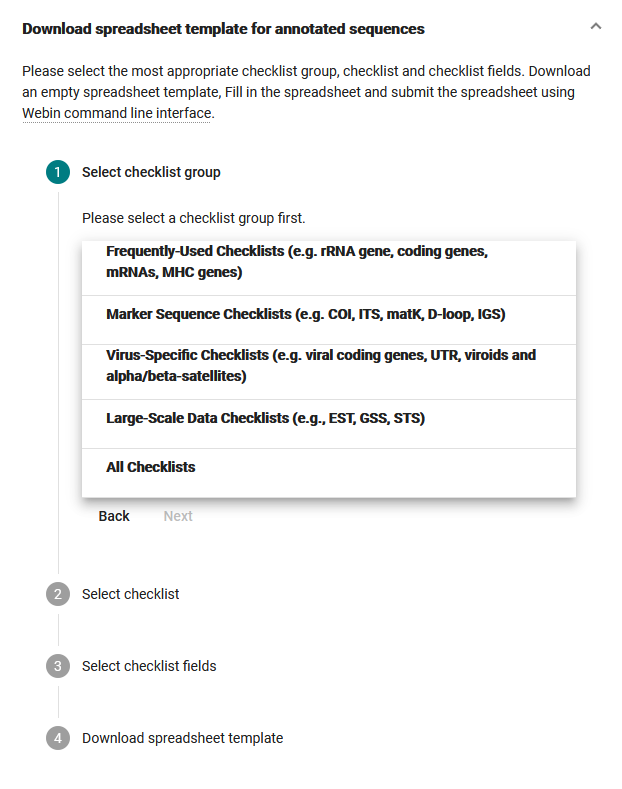 Download spreadsheet template for annotated sequences
Please select the most appropriate checklist group, checklist and checklist fields. Download
an empty spreadsheet template, Fill in the spreadsheet and submit the spreadsheet using
Webin command line interface.
1 Select checklist group
Please select a checklist group first.
Frequently-Used Checklists (e.g. rRNA gene, coding genes,
mRNAs, MHC genes)
Marker Sequence Checklists (e.g. COI, ITS, matK, D-loop, IGS)
Virus-Specific Checklists (e.g. viral coding genes, UTR, viroids and
alpha/beta-satellites)
Large-Scale Data Checklists (e.g., EST, GSS, STS)
All Checklists
Back Next
2 Select checklist
3 Select checklist fields
4 Download spreadsheet template